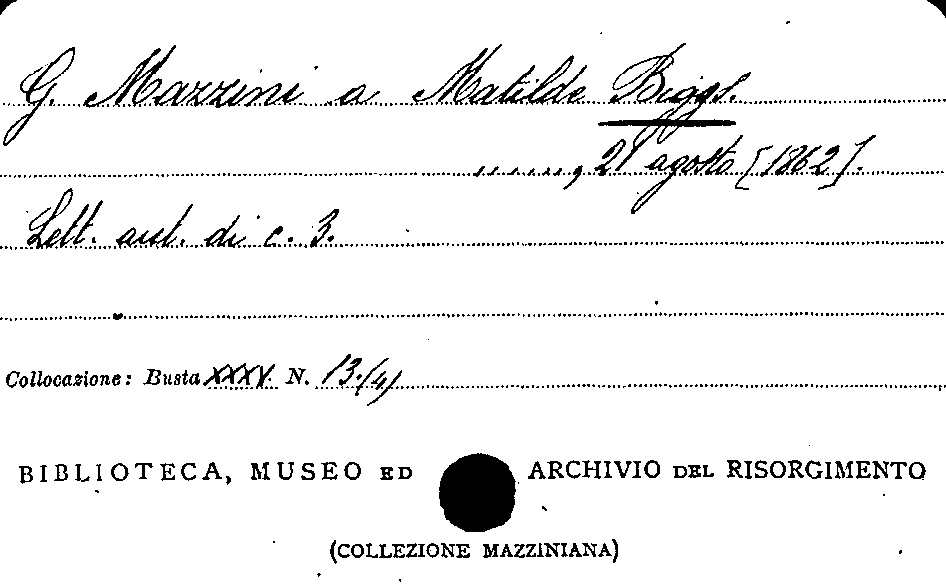 G. Mazzini a Matilde Biggs.
......, 21 agosto [1862].
Lett. aut. di c. 3.
Collocazione: Busta XXXV. N. 13.(4)
BIBLIOTECA, MUSEO ED ARCHIVIO DEL RISORGIMENTO
(COLLEZIONE MAZZINIANA)